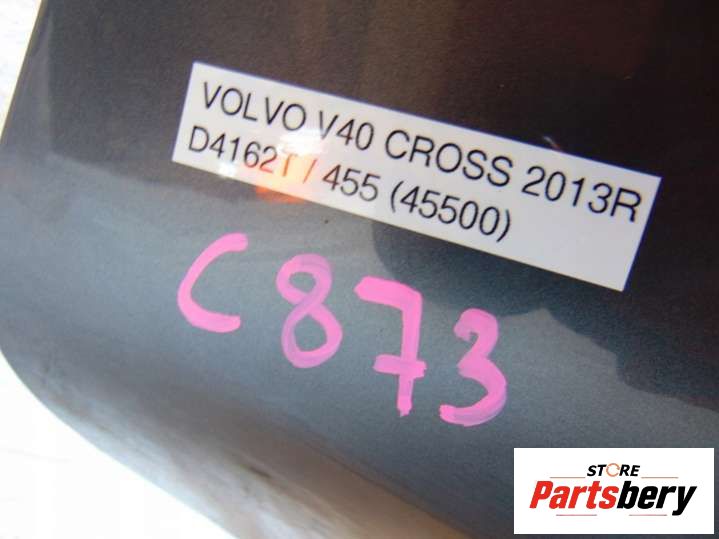 VOLVO V40 CROSS 2013R
D4162T / 455 (45500)
C873
STORE
Partsbery